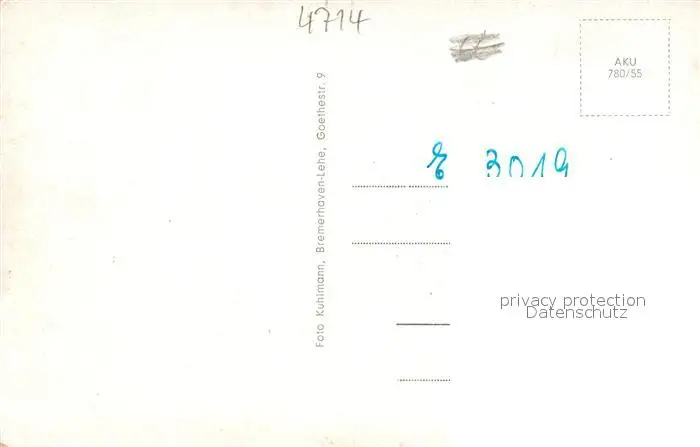 4714
AKU
780/55
Foto Kuhlmann, Bremerhaven-Lehe, Goethestr. 9
3019
privacy protection
Datenschutz